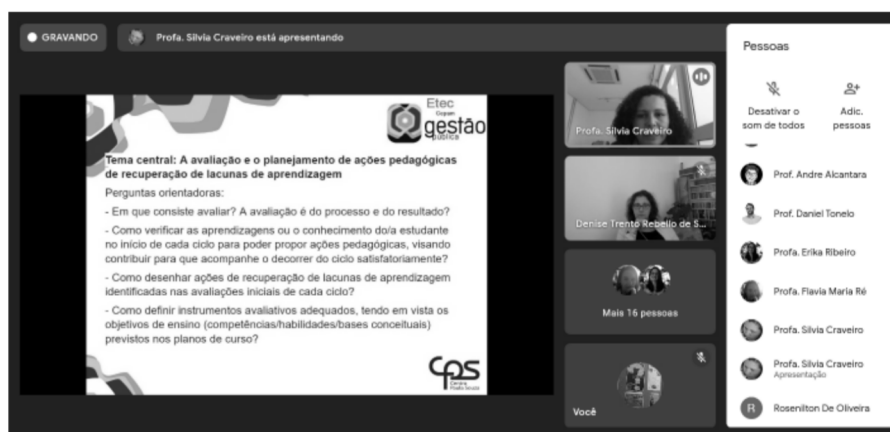 GRAVANDO
Profa. Silvia Craveiro está apresentando
Etec
Cepam
gestão
pública
Tema central: A avaliação e o planejamento de ações pedagógicas
de recuperação de lacunas de aprendizagem
Perguntas orientadoras:
- Em que consiste avaliar? A avaliação é do processo e do resultado?
- Como verificar as aprendizagens ou o conhecimento do/a estudante
no início de cada ciclo para poder propor ações pedagógicas, visando
contribuir para que acompanhe o decorrer do ciclo satisfatoriamente?
- Como desenhar ações de recuperação de lacunas de aprendizagem
identificadas nas avaliações iniciais de cada ciclo?
- Como definir instrumentos avaliativos adequados, tendo em vista os
objetivos de ensino (competências/habilidades/bases conceituais)
previstos nos planos de curso?
CPS
Centro
Paula Souza
Profa. Silvia Craveiro
Denise Trento Rebello de S...
Mais 16 pessoas
Você
Pessoas
Desativar o
som de todos
Adic.
pessoas
Prof. Andre Alcantara
Prof. Daniel Tonelo
Profa. Erika Ribeiro
Profa. Flavia Maria Ré
Profa. Silvia Craveiro
Profa. Silvia Craveiro
Apresentação
R
Rosenilton De Oliveira